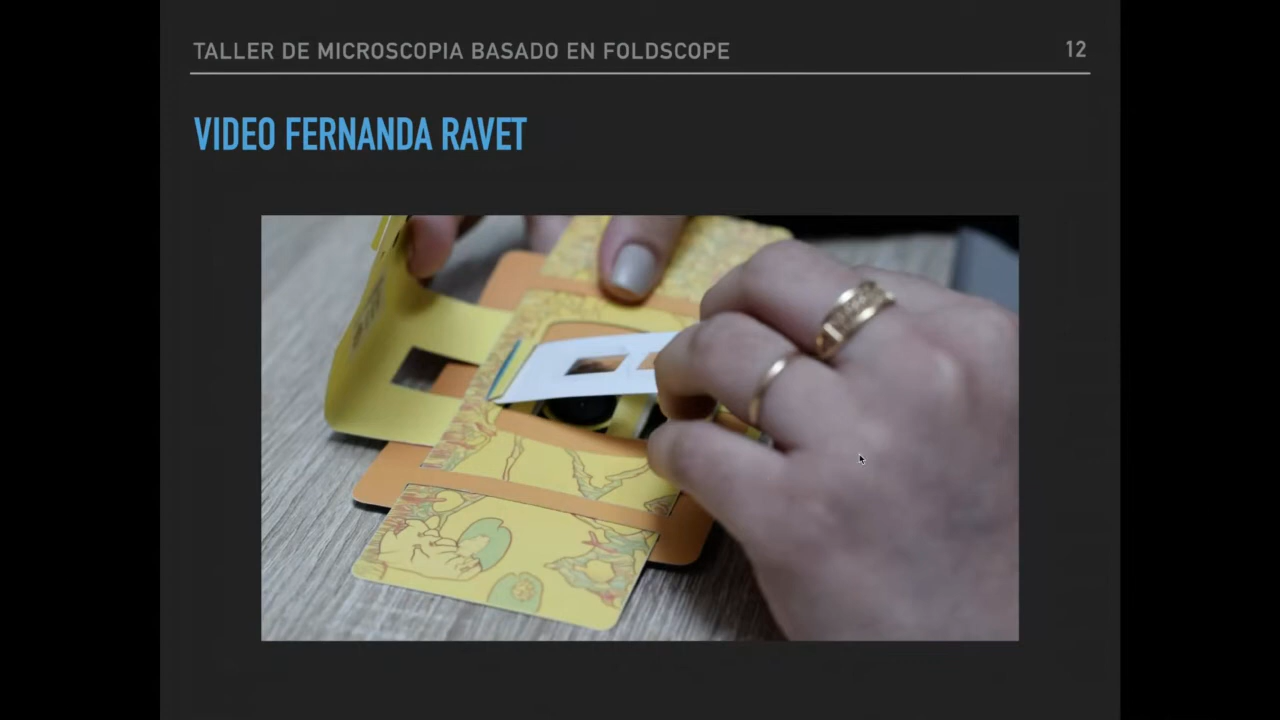 TALLER DE MICROSCOPIA BASADO EN FOLDSCOPE
12
VIDEO FERNANDA RAVET